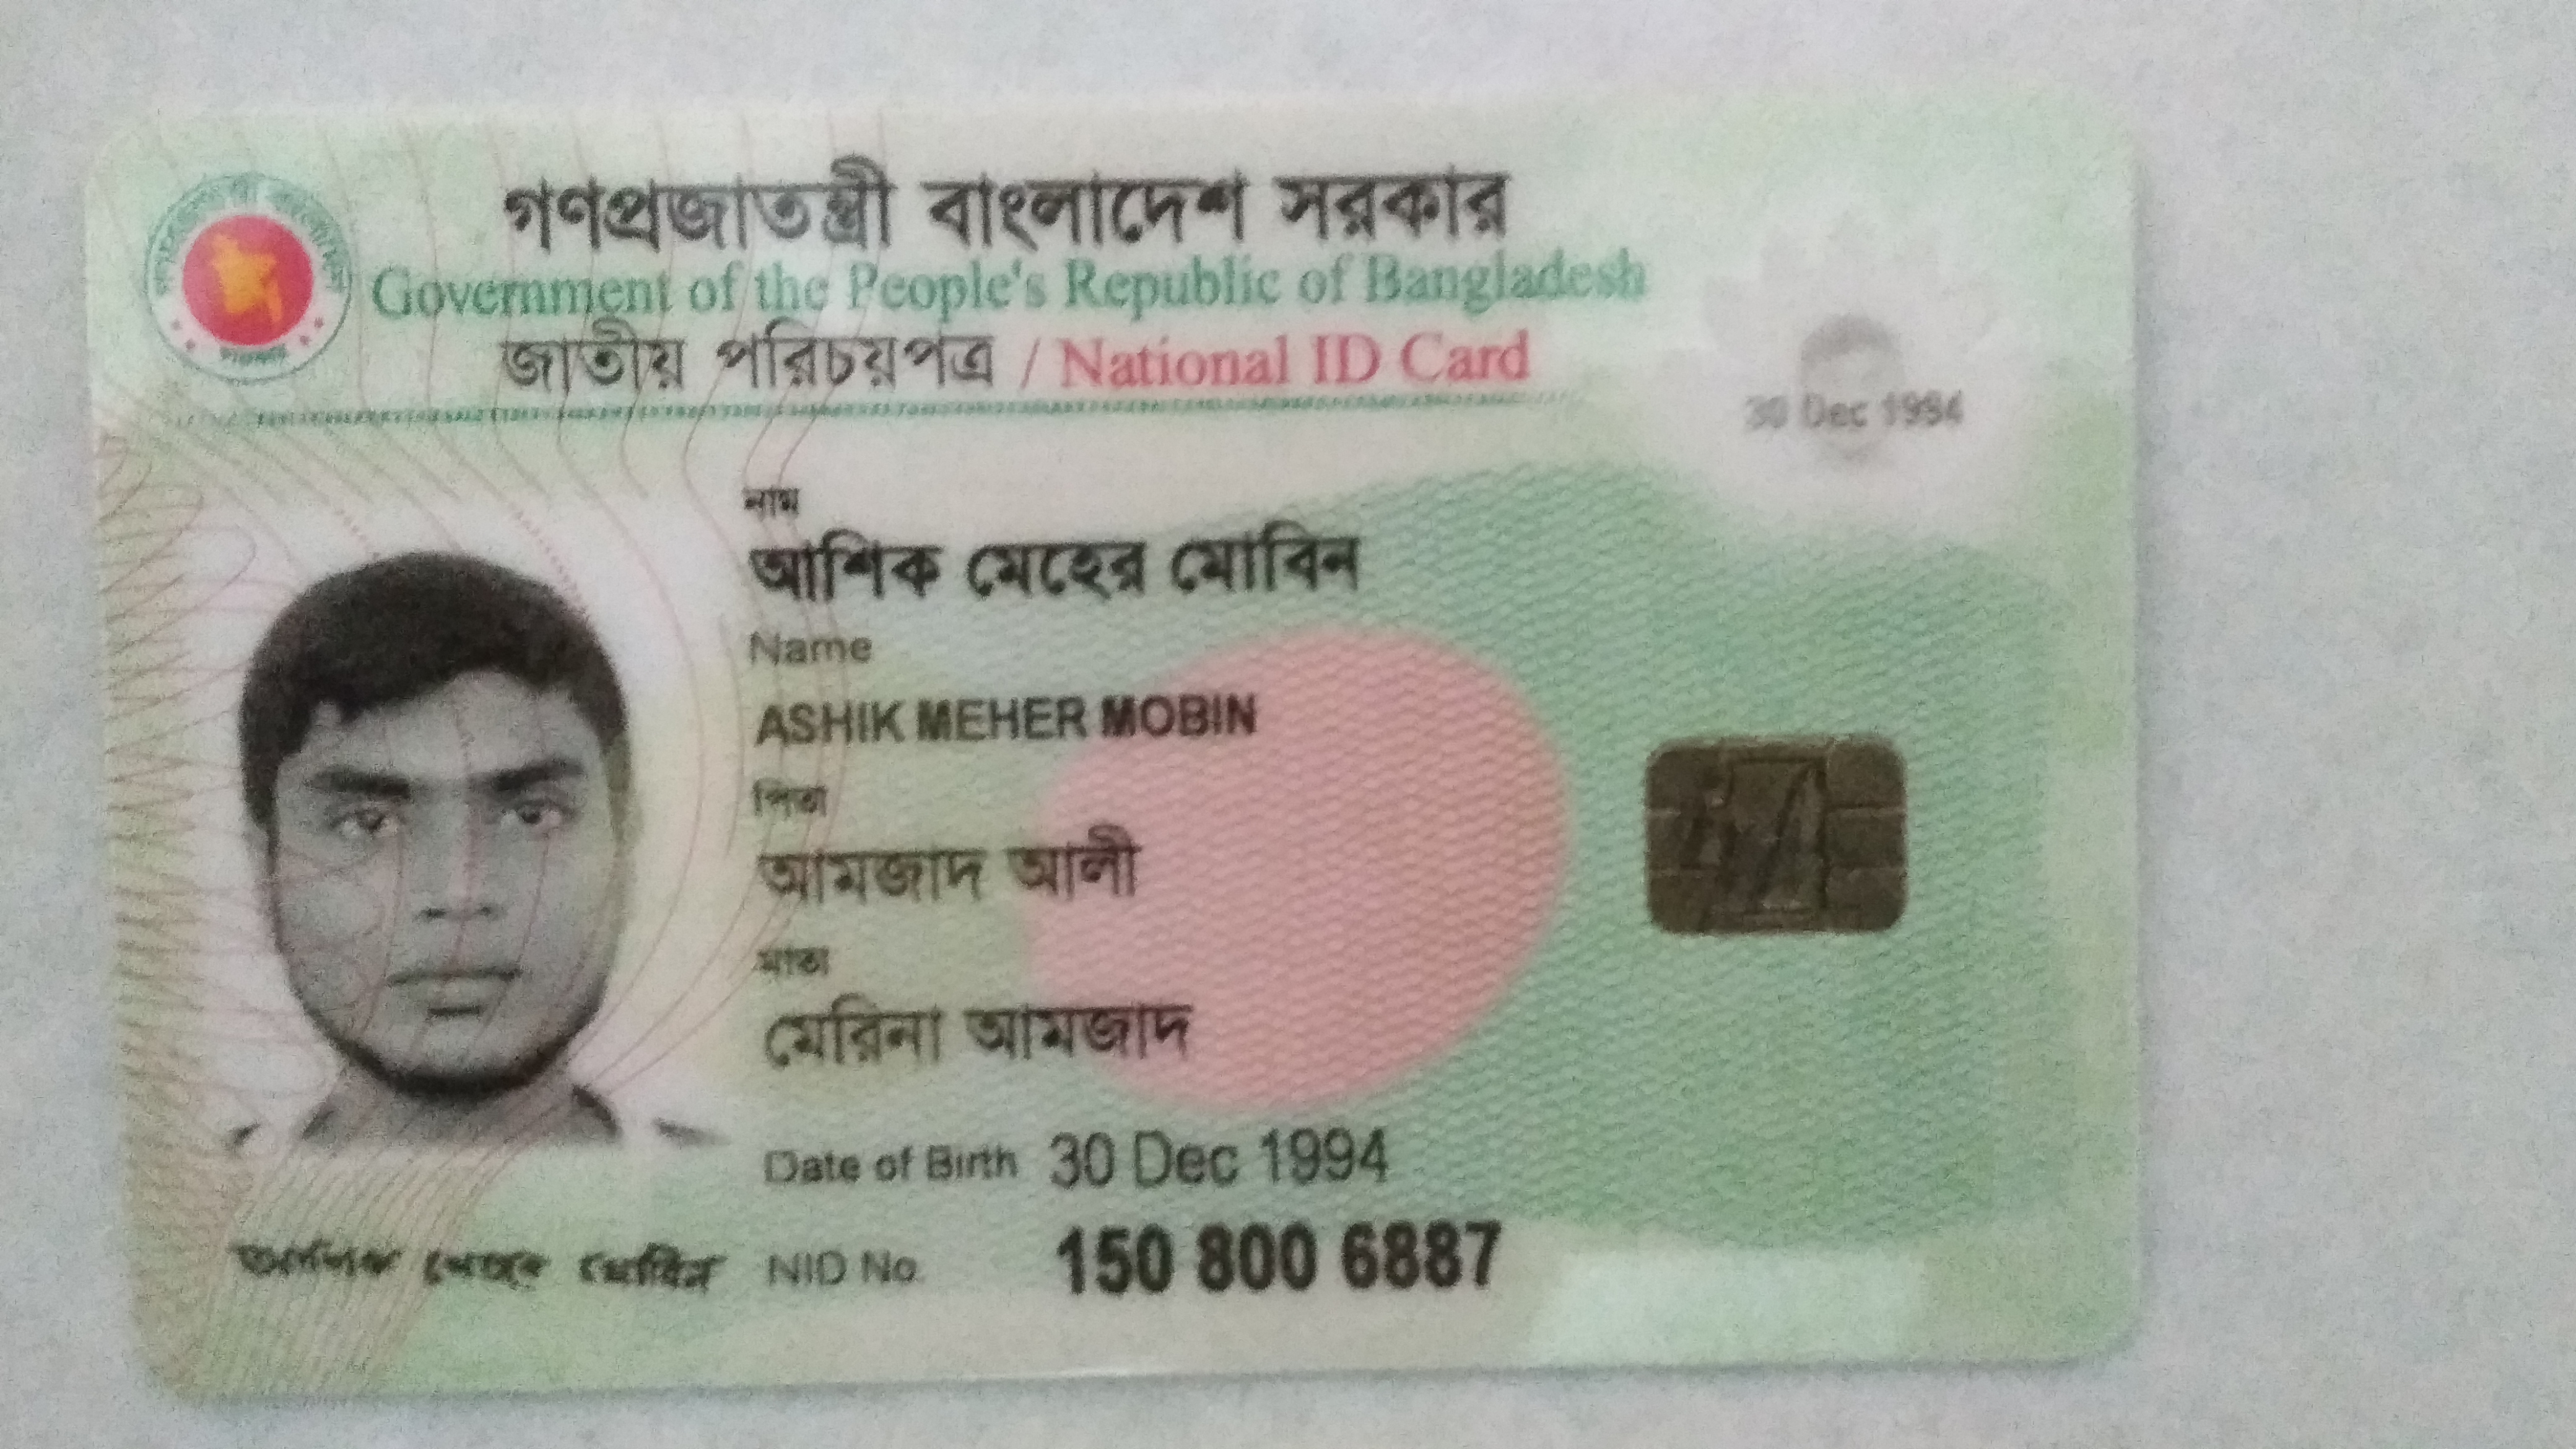 গণপ্রজাতন্ত্রী বাংলাদেশ সরকার
Government of the People's Republic of Bangladesh
জাতীয় পরিচয়পত্র / National ID Card
30 Dec 1994
নাম
আশিক মেহের মোবিন
Name
ASHIK MEHER MOBIN
পিতা
আমজাদ আলী
মাতা
মেরিনা আমজাদ
Date of Birth 30 Dec 1994
মেহের মোবিন NID No. 150 800 6887